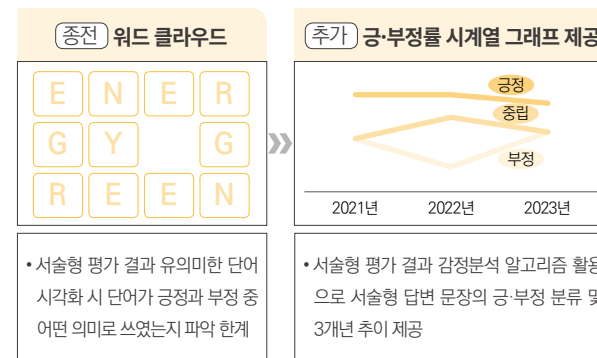 종전 워드 클라우드
E N E R
G Y G
R E E N
• 서술형 평가 결과 유의미한 단어
시각화 시 단어가 긍정과 부정 중
어떤 의미로 쓰였는지 파악 한계
추가 긍·부정률 시계열 그래프 제공
긍정
중립
부정
2021년 2022년 2023년
• 서술형 평가 결과 감정분석 알고리즘 활용
으로 서술형 답변 문장의 긍·부정 분류 및
3개년 추이 제공